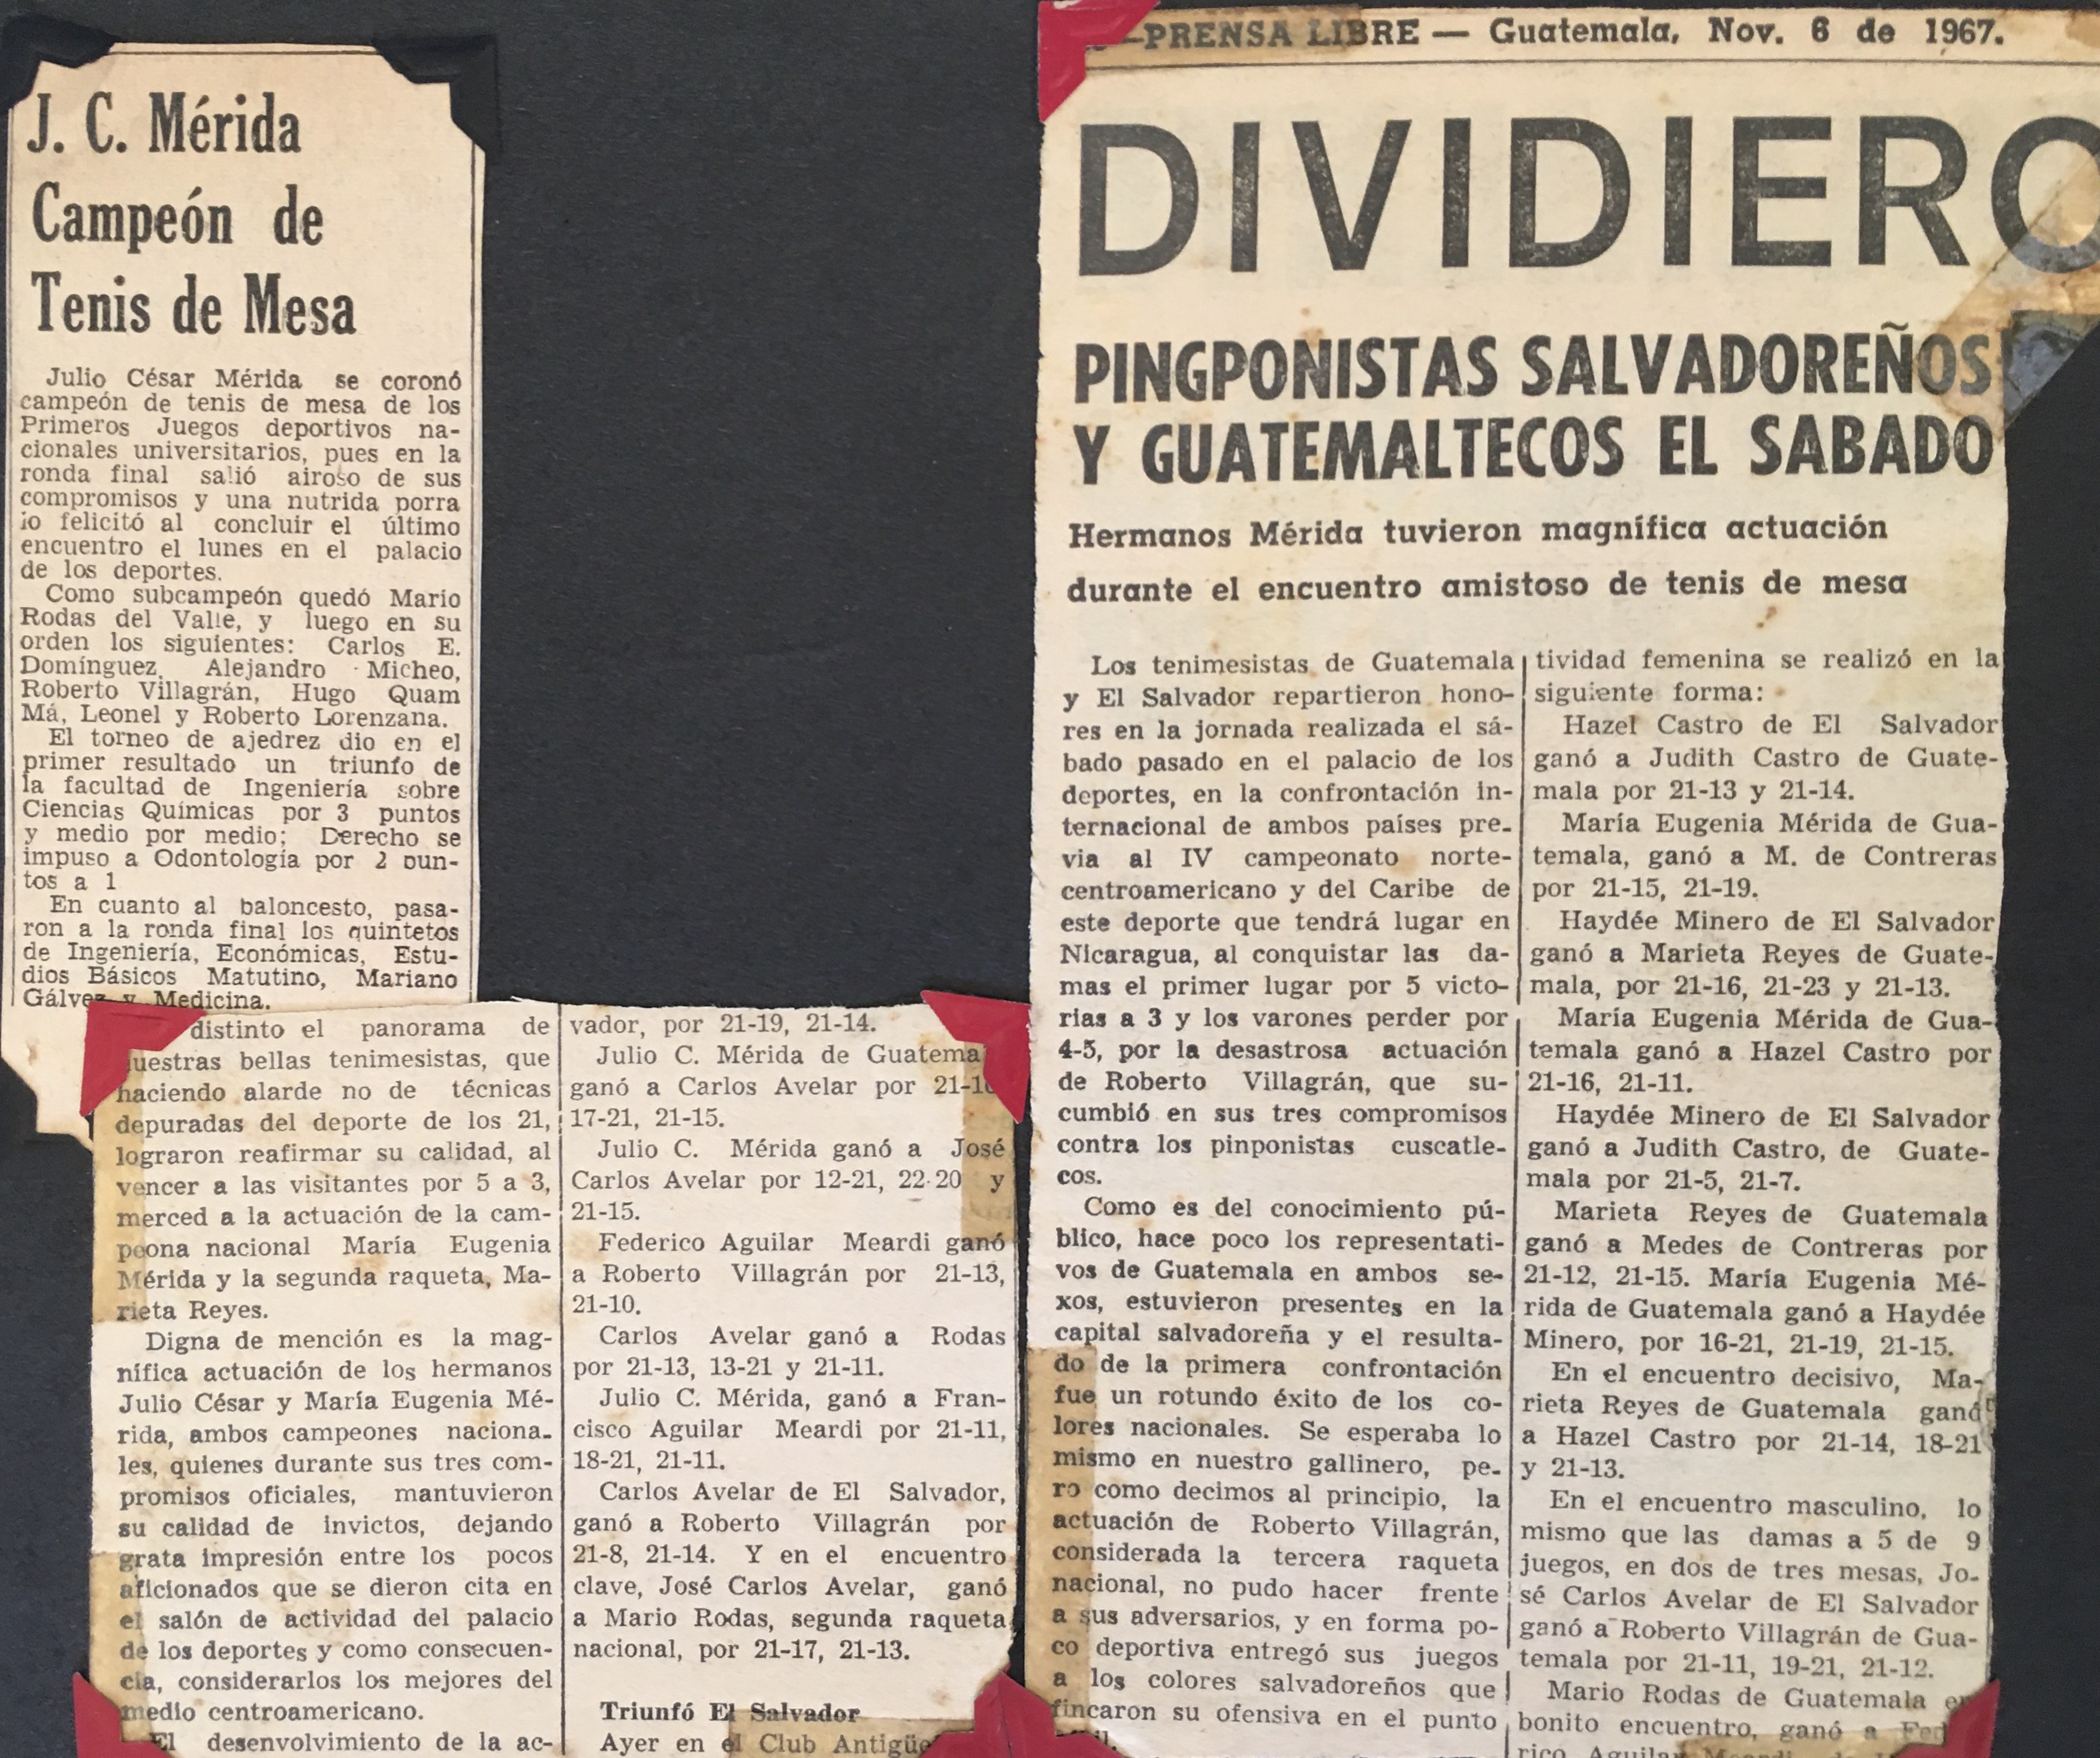 J. C. Mérida
Campeón de
Tenis de Mesa
Julio César Mérida se coronó
campeón de tenis de mesa de los
Primeros Juegos deportivos na-
cionales universitarios, pues en la
ronda final salió airoso de sus
compromisos y una nutrida porra
lo felicitó al concluir el último
encuentro el lunes en el palacio
de los deportes.
Como subcampeón quedó Mario
Rodas del Valle, y luego en su
orden los siguientes: Carlos E.
Domínguez, Alejandro Micheo,
Roberto Villagrán, Hugo Quam
Má, Leonel y Roberto Lorenzana.
El torneo de ajedrez dio en el
primer resultado un triunfo de
la facultad de Ingeniería sobre
Ciencias Químicas por 3 puntos
y medio por medio; Derecho se
impuso a Odontología por 2 pun-
tos a 1
En cuanto al baloncesto, pasa-
ron a la ronda final los quintetos
de Ingeniería, Económicas, Estu-
dios Básicos Matutino, Mariano
Gálvez y Medicina.
distinto el panorama de
nuestras bellas tenimesistas, que
haciendo alarde no de técnicas
depuradas del deporte de los 21,
lograron reafirmar su calidad, al
vencer a las visitantes por 5 a 3,
merced a la actuación de la cam-
peona nacional María Eugenia
Mérida y la segunda raqueta, Ma-
rieta Reyes.
Digna de mención es la mag-
nífica actuación de los hermanos
Julio César y María Eugenia Mé-
rida, ambos campeones naciona-
les, quienes durante sus tres com-
promisos oficiales, mantuvieron
su calidad de invictos, dejando
grata impresión entre los pocos
aficionados que se dieron cita en
el salón de actividad del palacio
de los deportes y como consecuen-
cia, considerarlos los mejores del
medio centroamericano.
El desenvolvimiento de la ac-
vador, por 21-19, 21-14.
Julio C. Mérida de Guatema
ganó a Carlos Avelar por
17-21, 21-15.
Julio C. Mérida ganó a José
Carlos Avelar por 12-21, 22-20 y
21-15.
Federico Aguilar Meardi ganó
a Roberto Villagrán por 21-13,
21-10.
Carlos Avelar ganó a Rodas
por 21-13, 13-21 y 21-11.
Julio C. Mérida, ganó a Fran-
cisco Aguilar Meardi por 21-11,
18-21, 21-11.
Carlos Avelar de El Salvador,
ganó a Roberto Villagrán por
21-8, 21-14. Y en el encuentro
clave, José Carlos Avelar, ganó
a Mario Rodas, segunda raqueta
nacional, por 21-17, 21-13.
Triunfó El Salvador
Ayer en el Club Antigüe
—PRENSA LIBRE — Guatemala, Nov. 6 de 1967.
DIVIDIERO
PINGPONISTAS SALVADOREÑOS
Y GUATEMALTECOS EL SABADO
Hermanos Mérida tuvieron magnífica actuación
durante el encuentro amistoso de tenis de mesa
Los tenimesistas de Guatemala
y El Salvador repartieron hono-
res en la jornada realizada el sá-
bado pasado en el palacio de los
deportes, en la confrontación in-
ternacional de ambos países pre-
via al IV campeonato norte-
centroamericano y del Caribe de
este deporte que tendrá lugar en
Nicaragua, al conquistar las da-
mas el primer lugar por 5 victo-
rias a 3 y los varones perder por
4-5, por la desastrosa actuación
de Roberto Villagrán, que su-
cumbió en sus tres compromisos
contra los pinponistas cuscatle-
cos.
Como es del conocimiento pú-
blico, hace poco los representati-
vos de Guatemala en ambos se-
xos, estuvieron presentes en la
capital salvadoreña y el resulta-
do de la primera confrontación
fue un rotundo éxito de los co-
lores nacionales. Se esperaba lo
mismo en nuestro gallinero, pe-
ro como decimos al principio, la
actuación de Roberto Villagrán,
considerada la tercera raqueta
nacional, no pudo hacer frente
a sus adversarios, y en forma po-
co deportiva entregó sus juegos
a los colores salvadoreños que
fincaron su ofensiva en el punto
tividad femenina se realizó en la
siguiente forma:
Hazel Castro de El Salvador
ganó a Judith Castro de Guate-
mala por 21-13 y 21-14.
María Eugenia Mérida de Gua-
temala, ganó a M. de Contreras
por 21-15, 21-19.
Haydée Minero de El Salvador
ganó a Marieta Reyes de Guate-
mala, por 21-16, 21-23 y 21-13.
María Eugenia Mérida de Gua-
temala ganó a Hazel Castro por
21-16, 21-11.
Haydée Minero de El Salvador
ganó a Judith Castro, de Guate-
mala por 21-5, 21-7.
Marieta Reyes de Guatemala
ganó a Medes de Contreras por
21-12, 21-15. María Eugenia Mé-
rida de Guatemala ganó a Haydée
Minero, por 16-21, 21-19, 21-15.
En el encuentro decisivo, Ma-
rieta Reyes de Guatemala ganó
a Hazel Castro por 21-14, 18-21
y 21-13.
En el encuentro masculino, lo
mismo que las damas a 5 de 9
juegos, en dos de tres mesas, Jo-
sé Carlos Avelar de El Salvador
ganó a Roberto Villagrán de Gua-
temala por 21-11, 19-21, 21-12.
Mario Rodas de Guatemala en
bonito encuentro, ganó a Fed
rico Aguilar Meardi